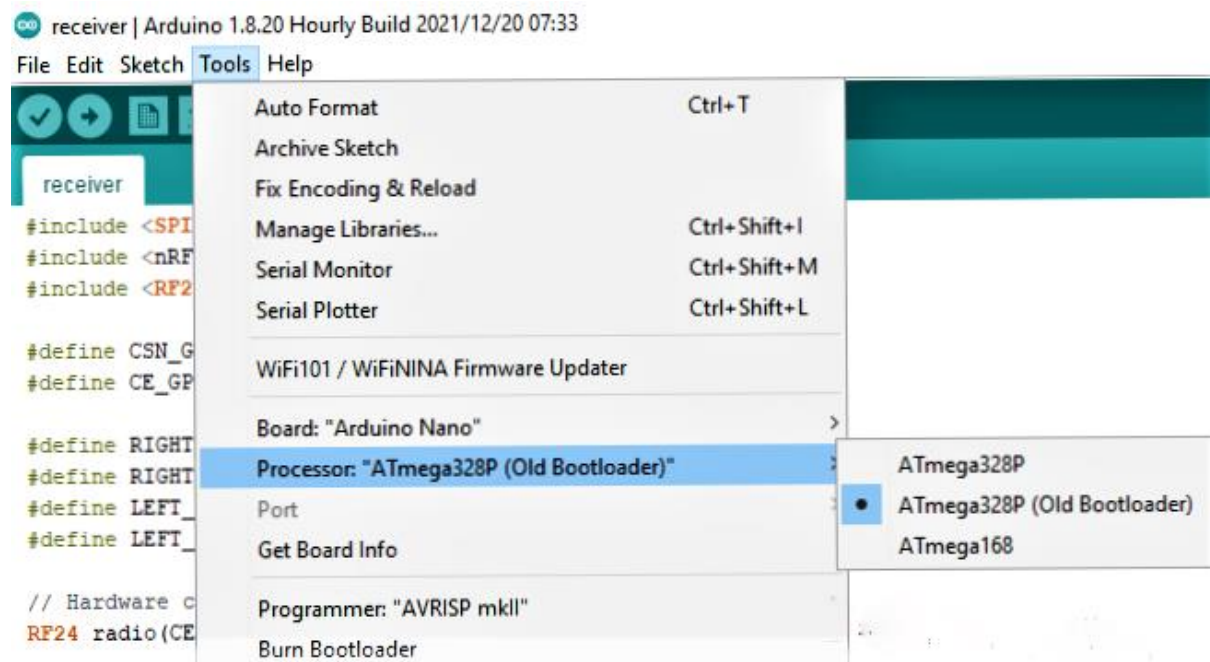 receiver | Arduino 1.8.20 Hourly Build 2021/12/20 07:33
File Edit Sketch Tools Help
Auto Format Ctrl+T
Archive Sketch
Fix Encoding & Reload
Manage Libraries... Ctrl+Shift+I
Serial Monitor Ctrl+Shift+M
Serial Plotter Ctrl+Shift+L
WiFi101 / WiFiNINA Firmware Updater
Board: "Arduino Nano"
Processor: "ATmega328P (Old Bootloader)"
Port
Get Board Info
Programmer: "AVRISP mkII"
Burn Bootloader
ATmega328P
ATmega328P (Old Bootloader)
ATmega168
receiver
#include <SPI
#include <nRF
#include <RF2
#define CSN_G
#define CE_GP
#define RIGHT
#define RIGHT
#define LEFT_
#define LEFT_
// Hardware c
RF24 radio(CE